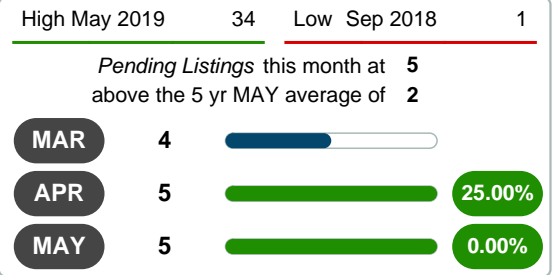 High May 2019 34 Low Sep 2018 1
Pending Listings this month at 5
above the 5 yr MAY average of 2
MAR 4
APR 5 25.00%
MAY 5 0.00%